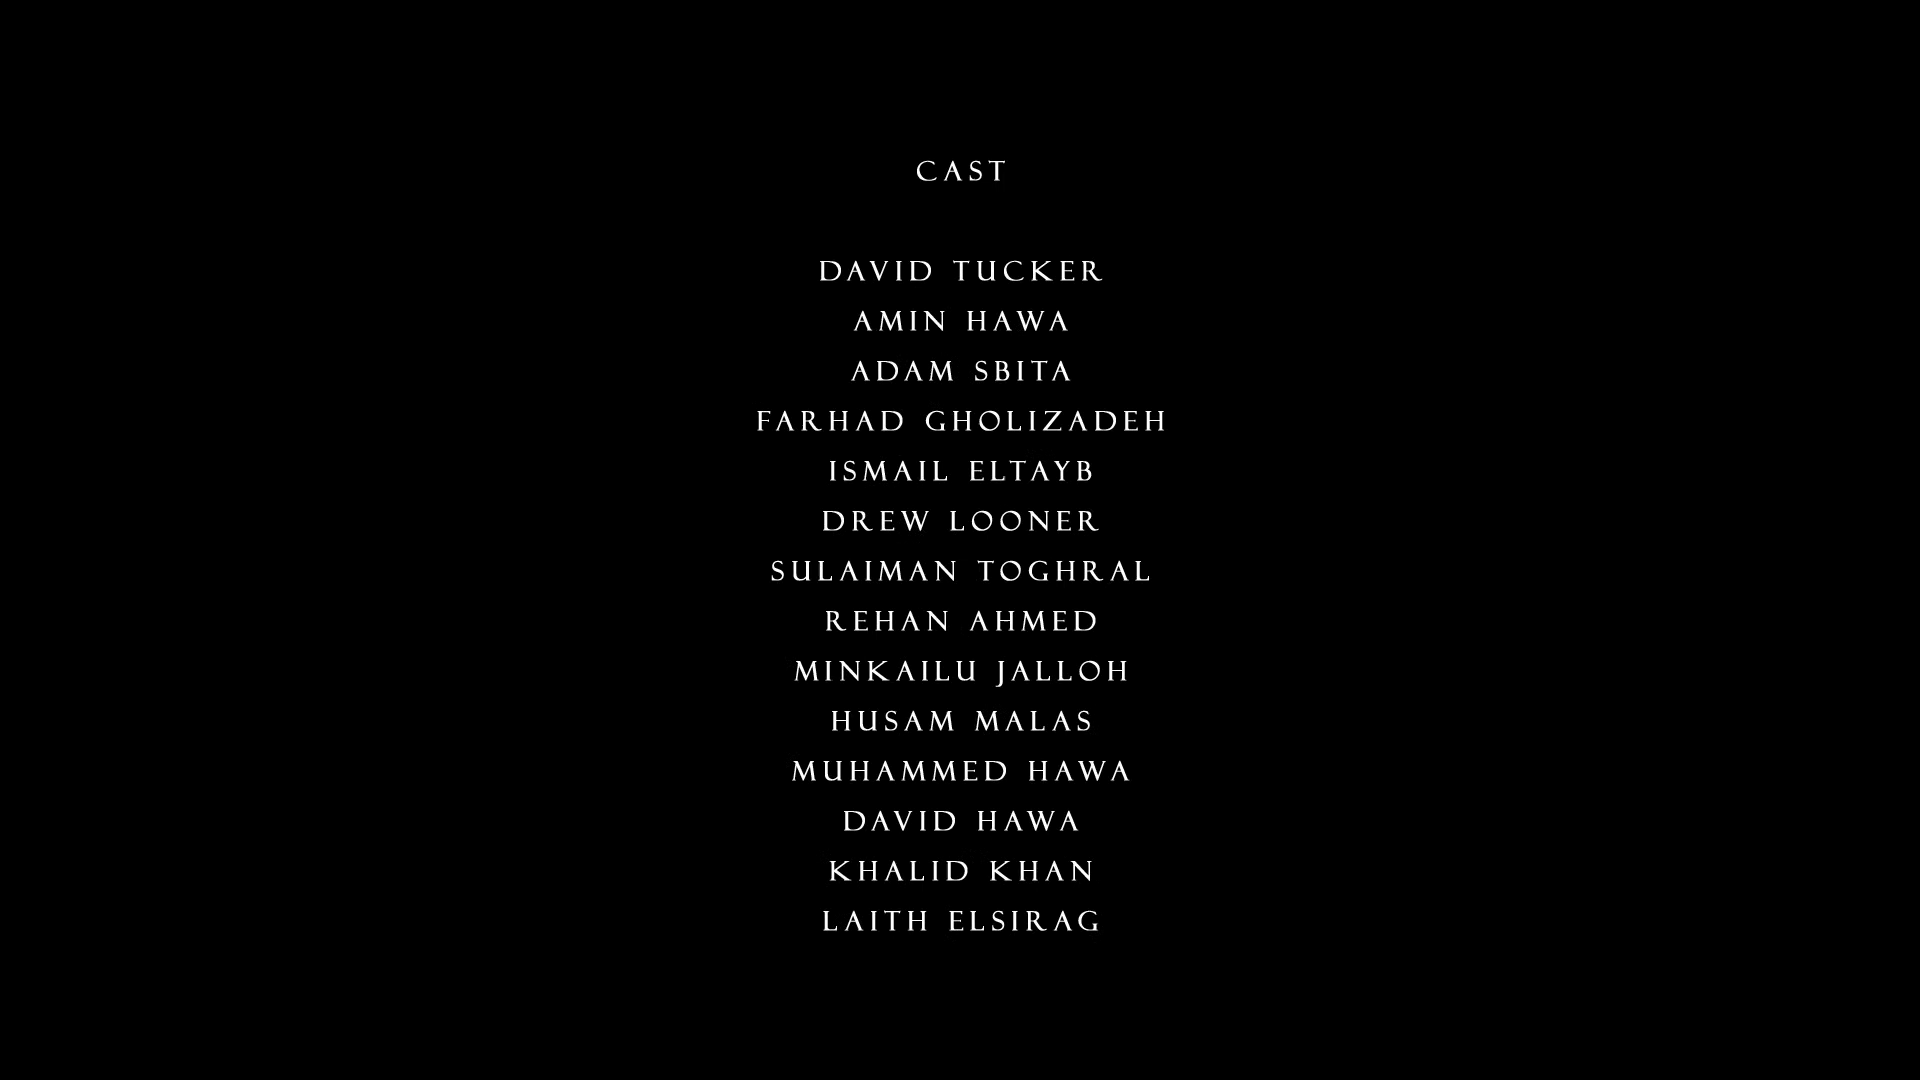 CAST
DAVID TUCKER
AMIN HAWA
ADAM SBITA
FARHAD GHOLIZADEH
ISMAIL ELTAYB
DREW LOONER
SULAIMAN TOGHRAL
REHAN AHMED
MINKAILU JALLOH
HUSAM MALAS
MUHAMMED HAWA
DAVID HAWA
KHALID KHAN
LAITH ELSIRAG